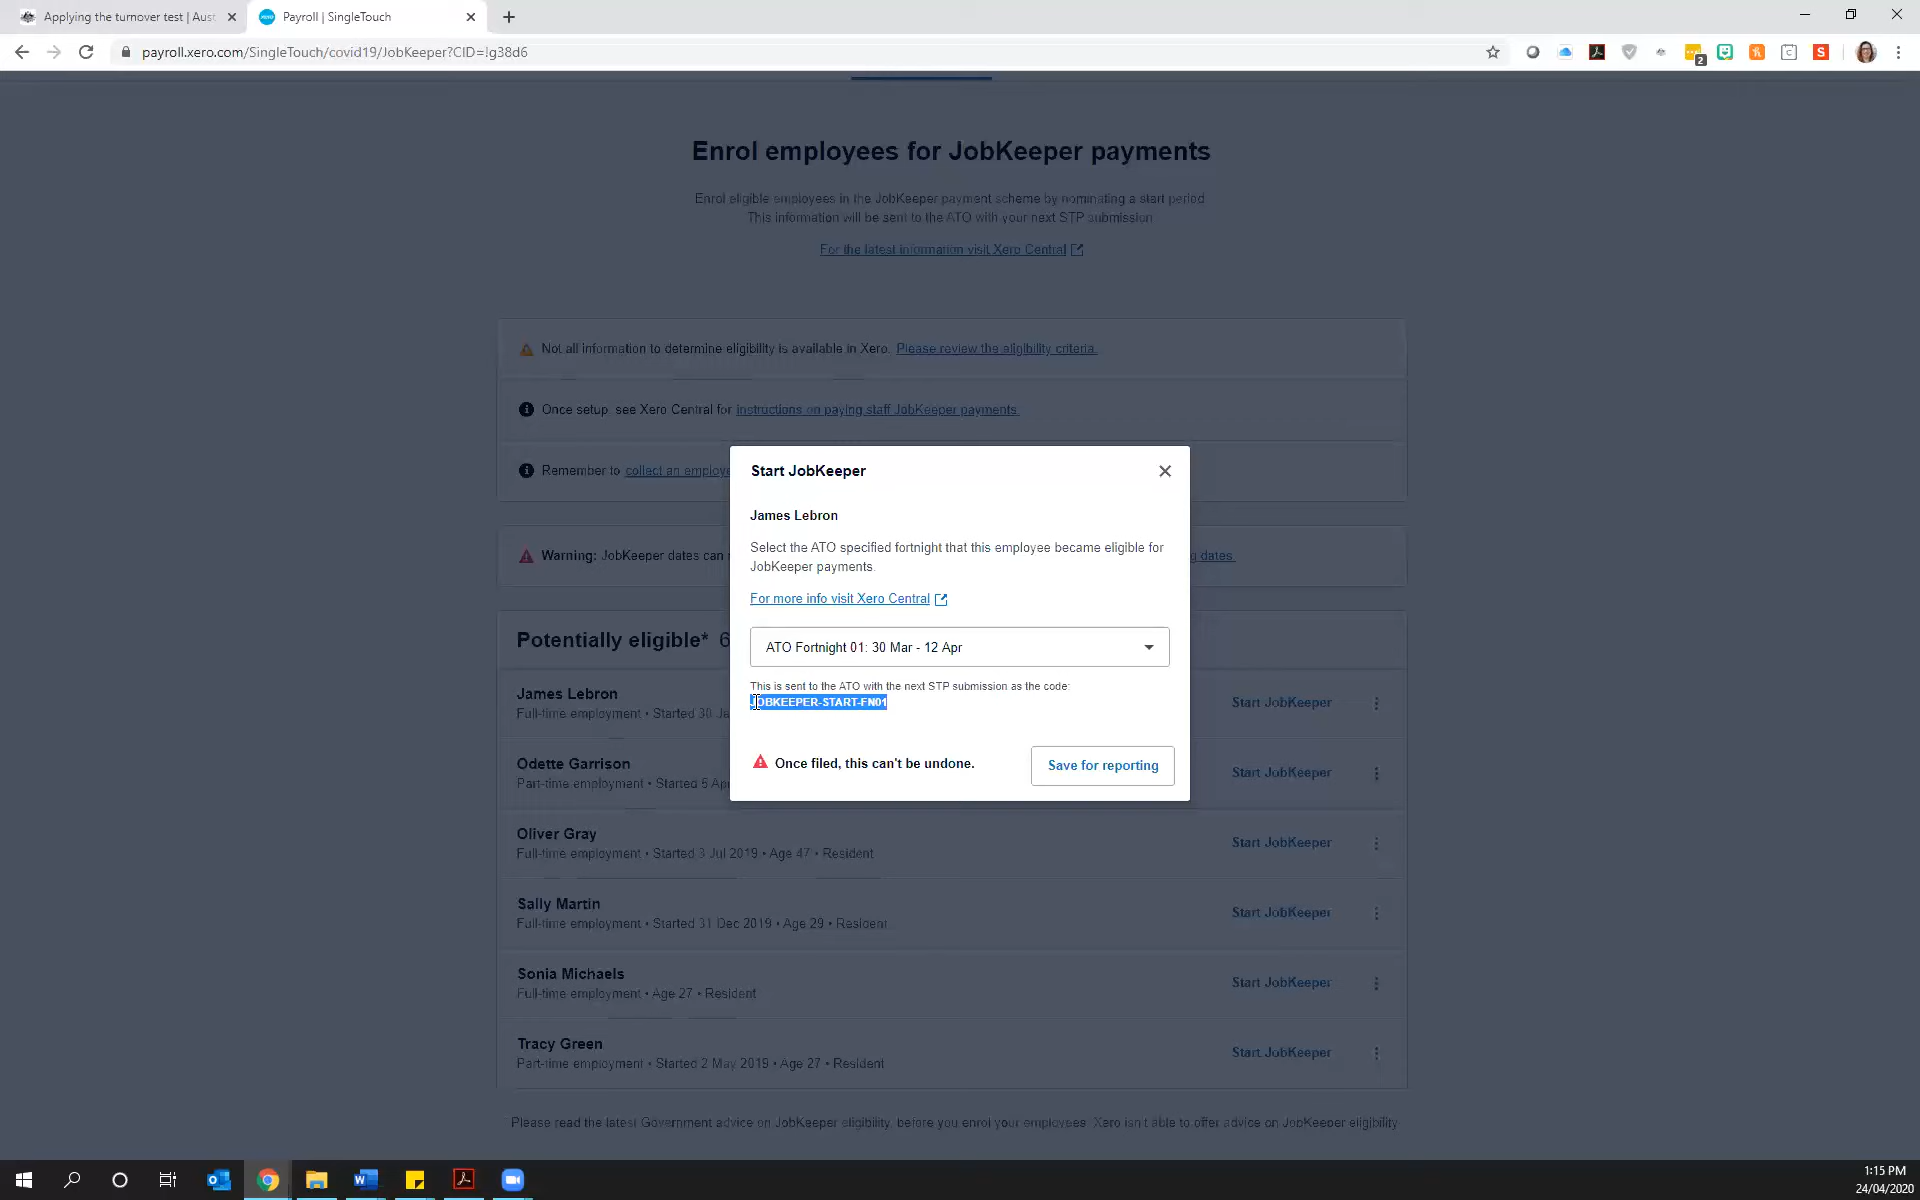 Applying the turnover test | Aust
Payroll | SingleTouch
payroll.xero.com/SingleTouch/covid19/JobKeeper?CID=!g38d6
2
Enrol employees for JobKeeper payments
Enrol eligible employees in the JobKeeper payment scheme by nominating a start period
This information will be sent to the ATO with your next STP submission
For the latest information visit Xero Central
Not all information to determine eligibility is available in Xero. Please review the eligibility criteria.
Once setup, see Xero Central for instructions on paying staff JobKeeper payments.
Remember to collect an employe
Warning: JobKeeper dates can
g dates.
Start JobKeeper
James Lebron
Select the ATO specified fortnight that this employee became eligible for
JobKeeper payments.
For more info visit Xero Central
ATO Fortnight 01: 30 Mar - 12 Apr
This is sent to the ATO with the next STP submission as the code:
JOBKEEPER-START-FN01
Once filed, this can't be undone.
Save for reporting
Potentially eligible* 6
James Lebron
Full-time employment • Started 30 Ja
Start JobKeeper
Odette Garrison
Part-time employment • Started 5 Apr
Start JobKeeper
Oliver Gray
Full-time employment • Started 3 Jul 2019 • Age 47 • Resident
Start JobKeeper
Sally Martin
Full-time employment • Started 31 Dec 2019 • Age 29 • Resident
Start JobKeeper
Sonia Michaels
Full-time employment • Age 27 • Resident
Start JobKeeper
Tracy Green
Part-time employment • Started 2 May 2019 • Age 27 • Resident
Start JobKeeper
Please read the latest Government advice on JobKeeper eligibility, before you enrol your employees. Xero isn't able to offer advice on JobKeeper eligibility
1:15 PM
24/04/2020